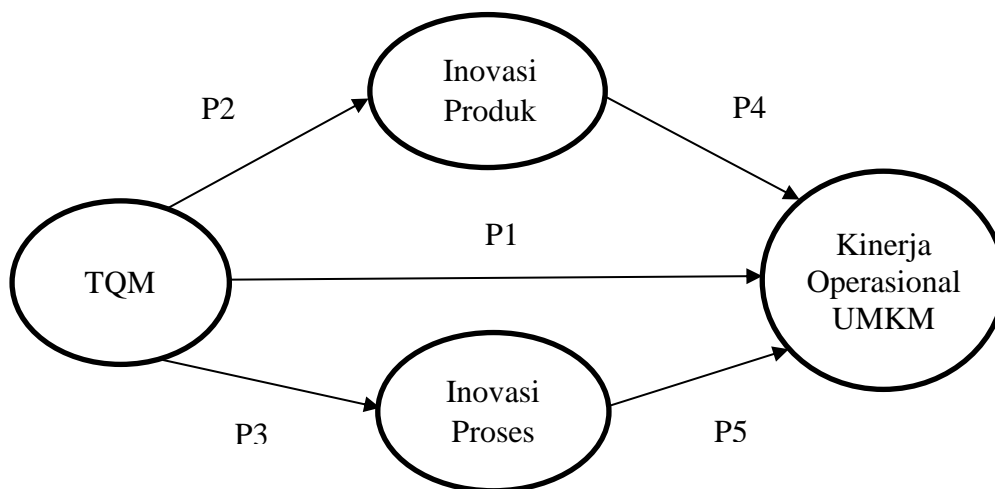 Inovasi
Produk
P2
P4
P1
TQM
Kinerja
Operasional
UMKM
Inovasi
Proses
P3
P5